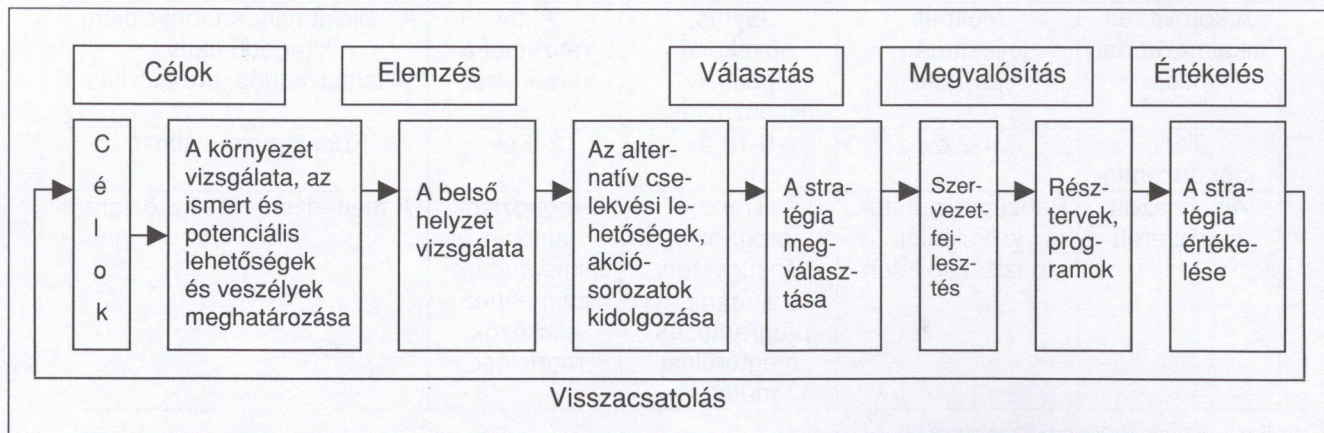 Célok
Elemzés
Választás
Megvalósítás
Értékelés
C
é
l
o
k
A környezet
vizsgálata, az
ismert és
potenciális
lehetőségek
és veszélyek
meghatározása
A belső
helyzet
vizsgálata
Az alter-
natív cse-
lekvési le-
hetőségek,
akció-
sorozatok
kidolgozása
A stra-
tégia
meg-
válasz-
tása
Szer-
vezet-
fej-
lesz-
tés
Rész-
tervek,
prog-
ramok
A stra-
tégia
értéke-
lése
Visszacsatolás